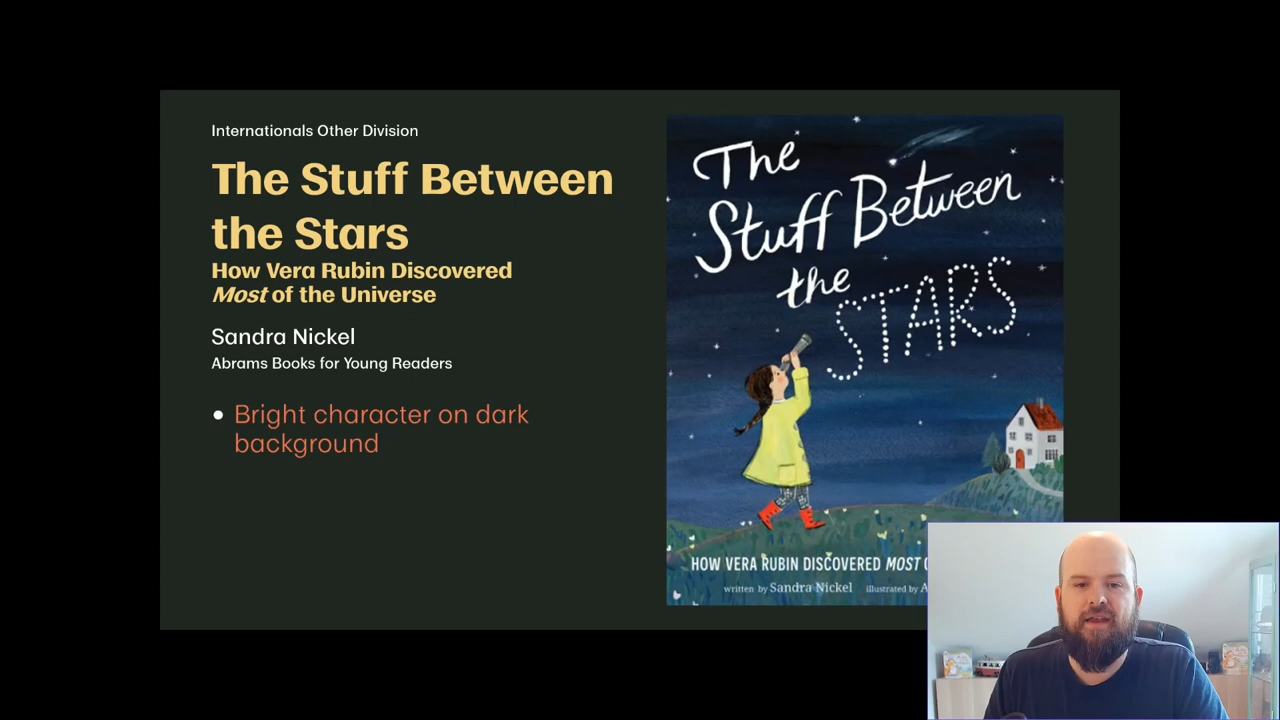 Internationals Other Division
The Stuff Between
the Stars
How Vera Rubin Discovered
Most of the Universe
Sandra Nickel
Abrams Books for Young Readers
• Bright character on dark
background
The
Stuff Between
the STARS
HOW VERA RUBIN DISCOVERED MOST
written by Sandra Nickel illustrated by A